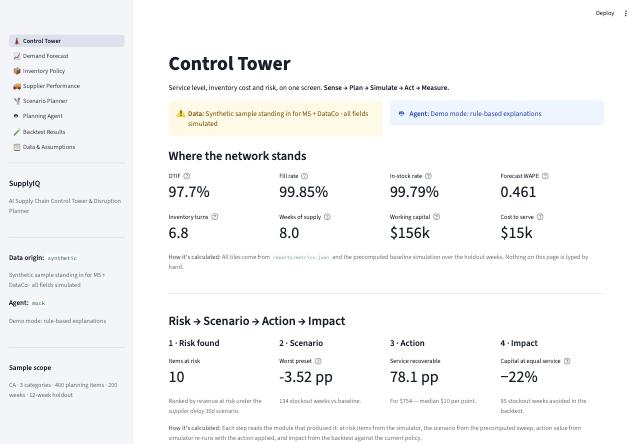 Deploy
Control Tower
Demand Forecast
Inventory Policy
Supplier Performance
Scenario Planner
Planning Agent
Backtest Results
Data & Assumptions
SupplyIQ
AI Supply Chain Control Tower & Disruption
Planner
Data origin: synthetic
Synthetic sample standing in for M5 +
DataCo · all fields simulated
Agent: mock
Demo mode: rule-based explanations
Sample scope
CA · 3 categories · 400 planning items · 200
weeks · 12-week holdout
Control Tower
Service level, inventory cost and risk, on one screen. Sense → Plan → Simulate → Act → Measure.
Data: Synthetic sample standing in for M5 + DataCo · all fields
simulated
Agent: Demo mode: rule-based explanations
Where the network stands
OTIF Fill rate In-stock rate Forecast WAPE
97.7% 99.85% 99.79% 0.461
Inventory turns Weeks of supply Working capital Cost to serve
6.8 8.0 $156k $15k
How it's calculated: All tiles come from reports/metrics.json and the precomputed baseline simulation over the holdout weeks. Nothing on this page is typed by
hand.
Risk → Scenario → Action → Impact
1 · Risk found 2 · Scenario 3 · Action 4 · Impact
Items at risk Worst preset Service recoverable Capital at equal service
10 -3.52 pp 78.1 pp −22%
Ranked by revenue at risk under the 134 stockout weeks vs baseline. For $754 — median $10 per point. 95 stockout weeks avoided in the
supplier delay 30d scenario. backtest.
How it's calculated: Each step reads the module that produced it: at-risk items from the simulator, the scenario from the precomputed sweep, action value from
simulator re-runs with the action applied, and impact from the backtest against the current policy.